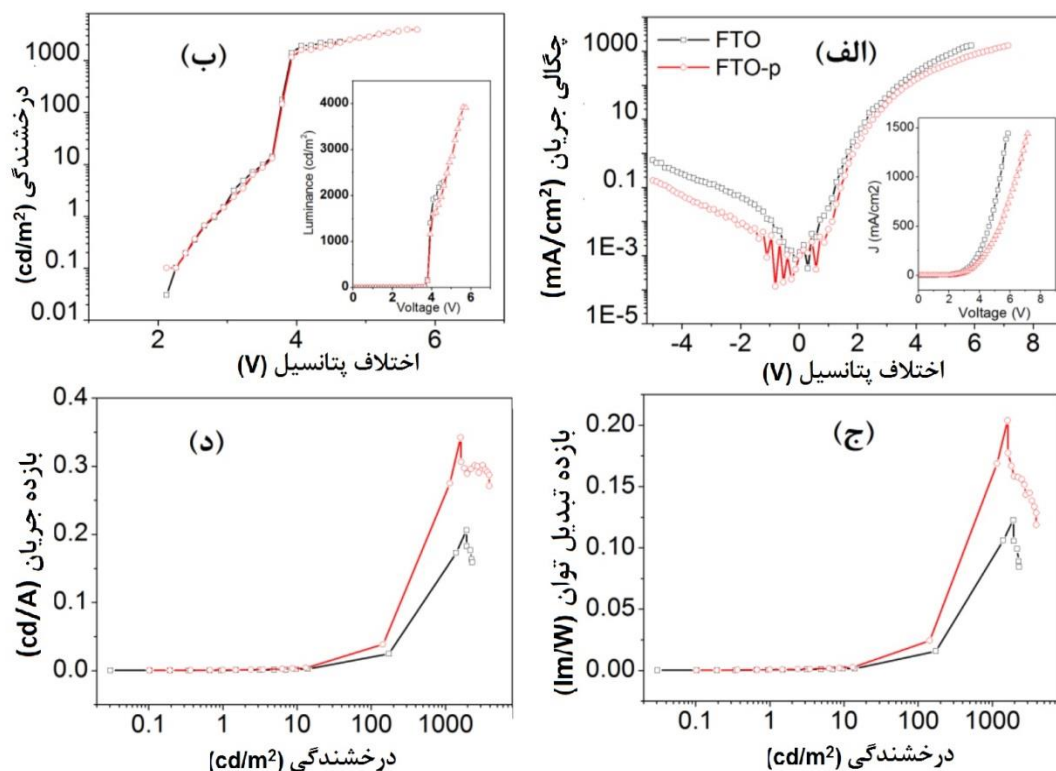 (ب)
درخشندگی (cd/m²)
1000
100
10
1
0.1
0.01
2
4
6
اختلاف پتانسیل (V)
Luminance (cd/m²)
4000
3000
2000
1000
0
0 2 4 6
Voltage (V)
(الف)
FTO
FTO-p
چگالی جریان (mA/cm²)
1000
10
0.1
1E-3
1E-5
-4 -2 0 2 4 6 8
اختلاف پتانسیل (V)
J (mA/cm2)
1500
1000
500
0
0 2 4 6 8
Voltage (V)
(د)
بازده جریان (cd/A)
0.4
0.3
0.2
0.1
0.0
0.1 1 10 100 1000
درخشندگی (cd/m²)
(ج)
بازده تبدیل توان (lm/W)
0.20
0.15
0.10
0.05
0.00
0.1 1 10 100 1000
درخشندگی (cd/m²)